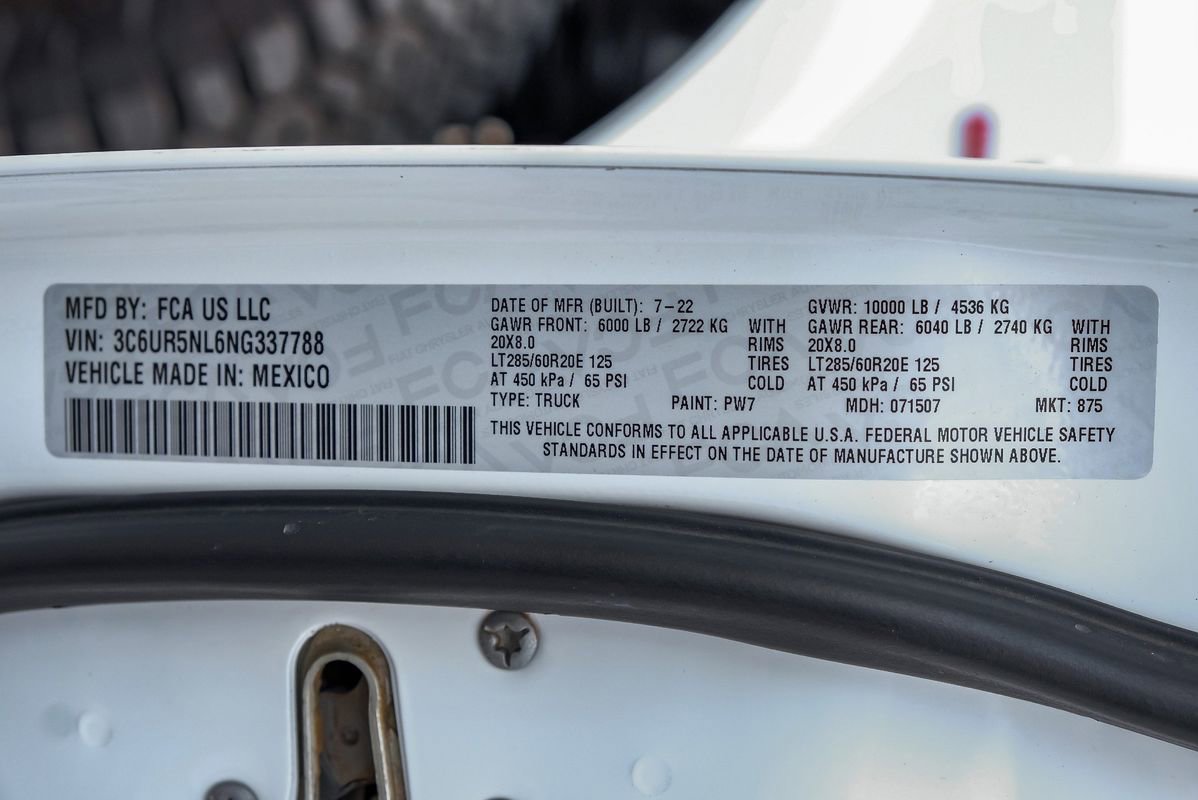 MFD BY: FCA US LLC
VIN: 3C6UR5NL6NG337788
VEHICLE MADE IN: MEXICO
DATE OF MFR (BUILT): 7-22 GVWR: 10000 LB / 4536 KG
GAWR FRONT: 6000 LB / 2722 KG WITH GAWR REAR: 6040 LB / 2740 KG WITH
20X8.0 RIMS 20X8.0 RIMS
LT285/60R20E 125 TIRES LT285/60R20E 125 TIRES
AT 450 kPa / 65 PSI COLD AT 450 kPa / 65 PSI COLD
TYPE: TRUCK PAINT: PW7 MDH: 071507 MKT: 875
THIS VEHICLE CONFORMS TO ALL APPLICABLE U.S.A. FEDERAL MOTOR VEHICLE SAFETY
STANDARDS IN EFFECT ON THE DATE OF MANUFACTURE SHOWN ABOVE.